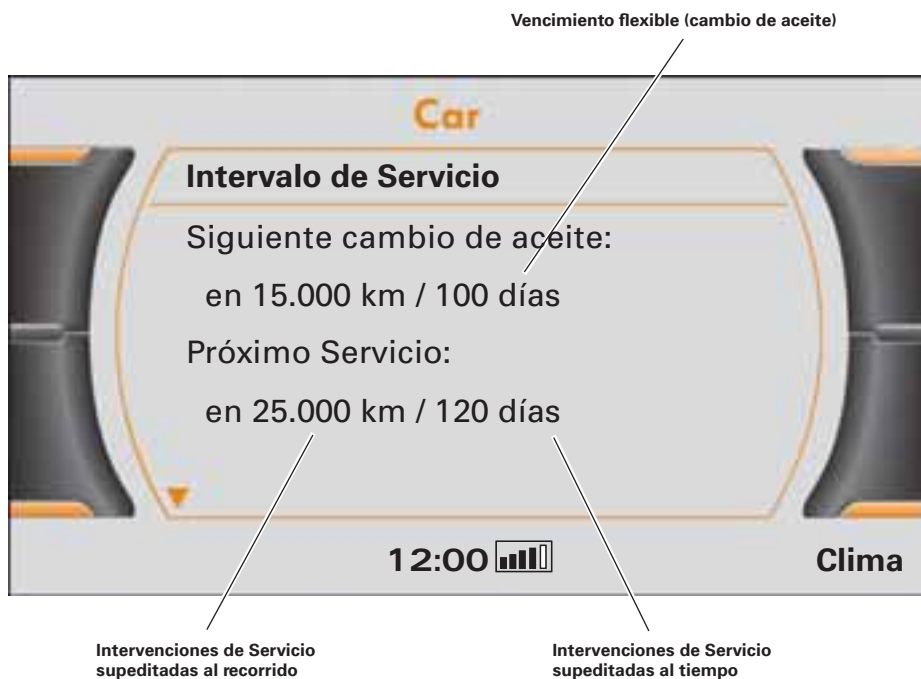 Vencimiento flexible (cambio de aceite)
Car
Intervalo de Servicio
Siguiente cambio de aceite:
en 15.000 km / 100 días
Próximo Servicio:
en 25.000 km / 120 días
12:00
Clima
Intervenciones de Servicio
supeditadas al recorrido
Intervenciones de Servicio
supeditadas al tiempo